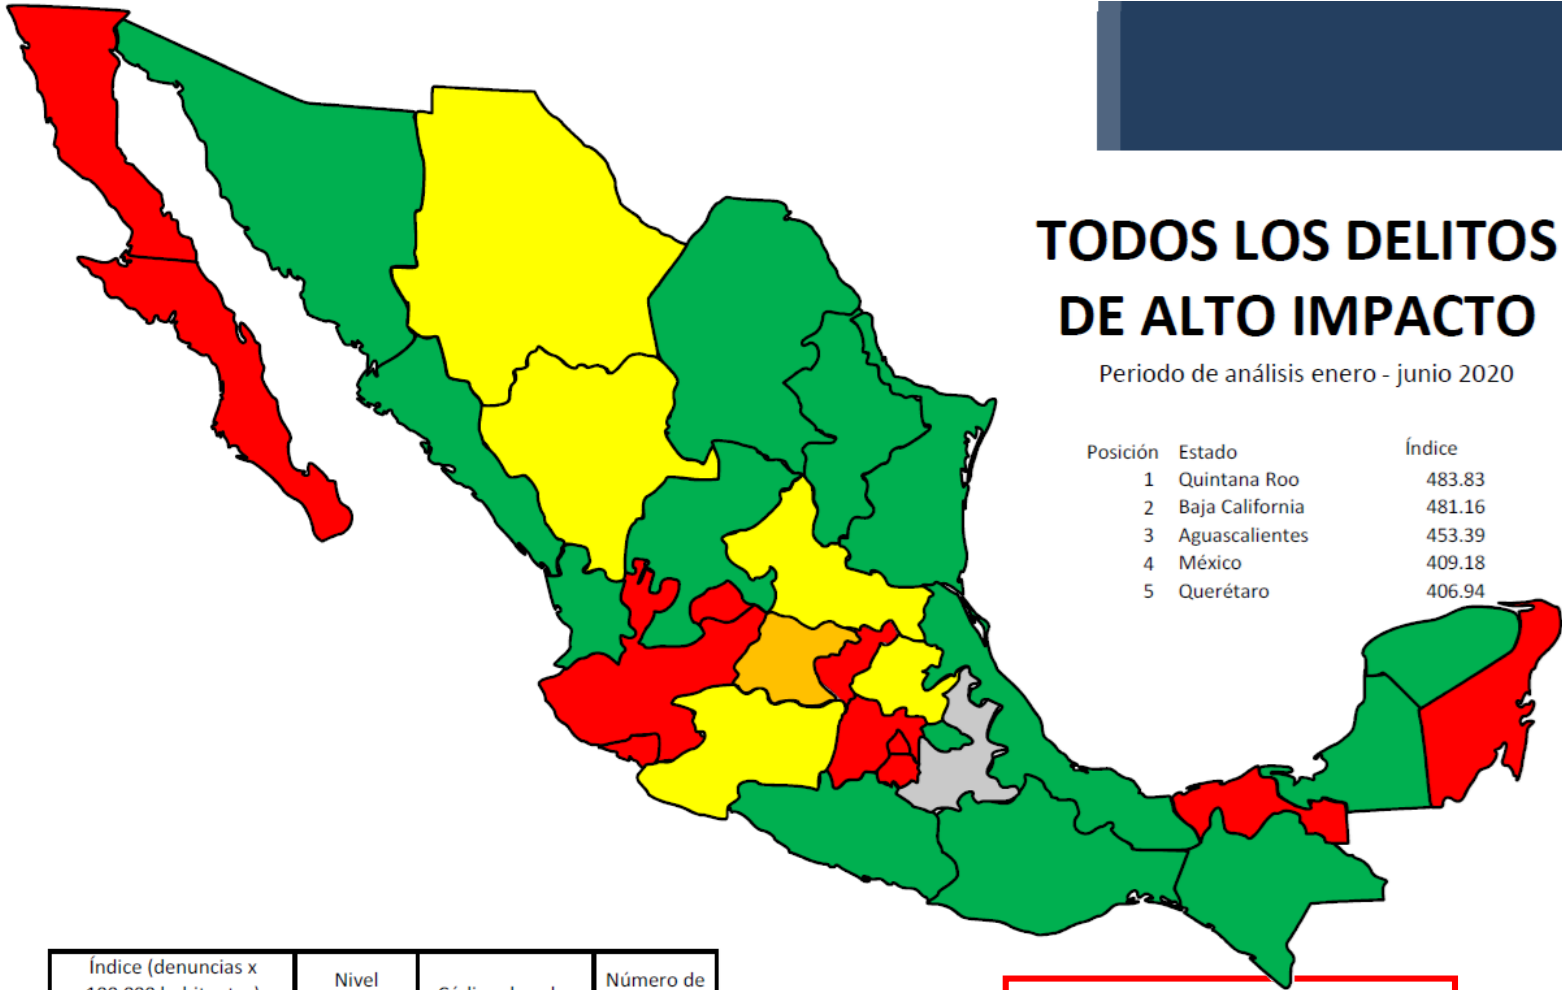 TODOS LOS DELITOS
DE ALTO IMPACTO
Periodo de análisis enero - junio 2020
Posición Estado Índice
1 Quintana Roo 483.83
2 Baja California 481.16
3 Aguascalientes 453.39
4 México 409.18
5 Querétaro 406.94
Índice (denuncias x
Nivel
Número de